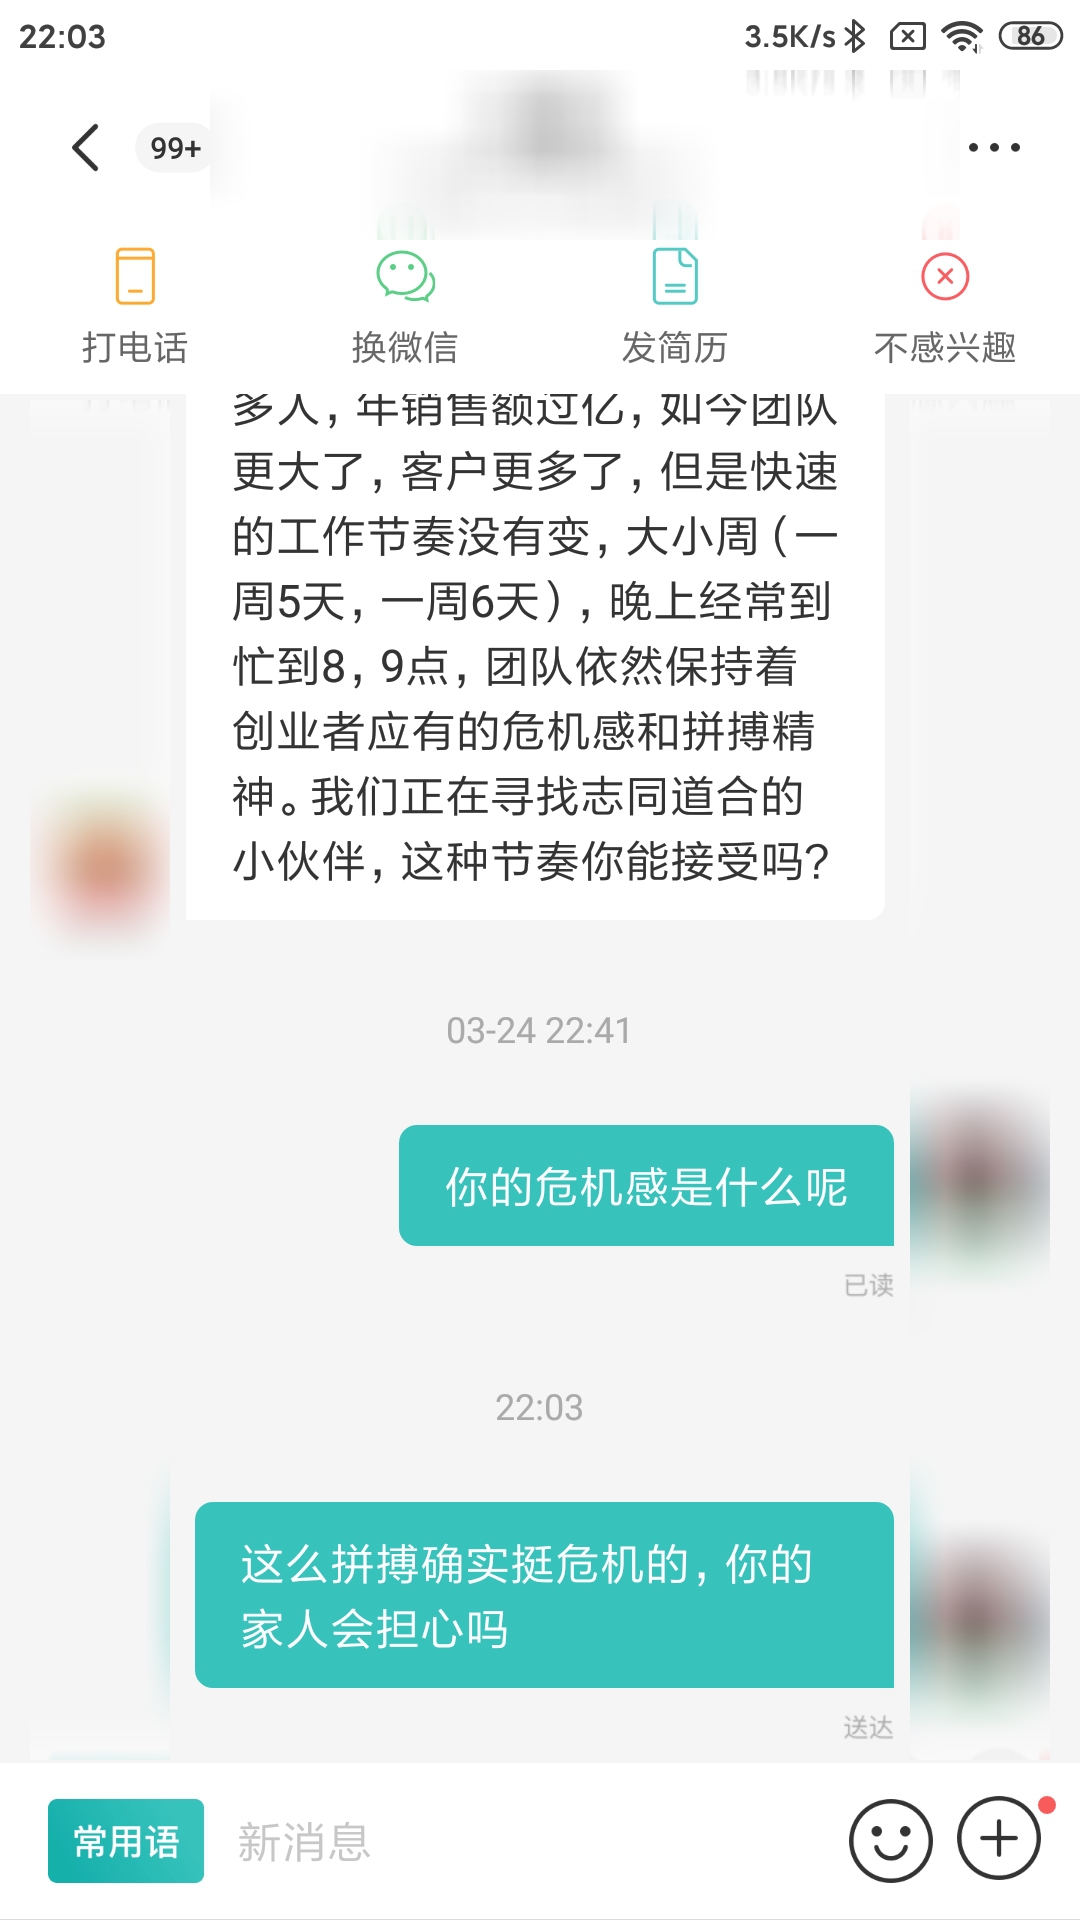 22:03
3.5K/s
86
99+
打电话
换微信
发简历
不感兴趣
多人，年销售额过亿，如今团队
更大了，客户更多了，但是快速
的工作节奏没有变，大小周（一
周5天，一周6天），晚上经常到
忙到8，9点，团队依然保持着
创业者应有的危机感和拼搏精
神。我们正在寻找志同道合的
小伙伴，这种节奏你能接受吗？
03-24 22:41
你的危机感是什么呢
已读
22:03
这么拼搏确实挺危机的，你的
家人会担心吗
送达
常用语
新消息